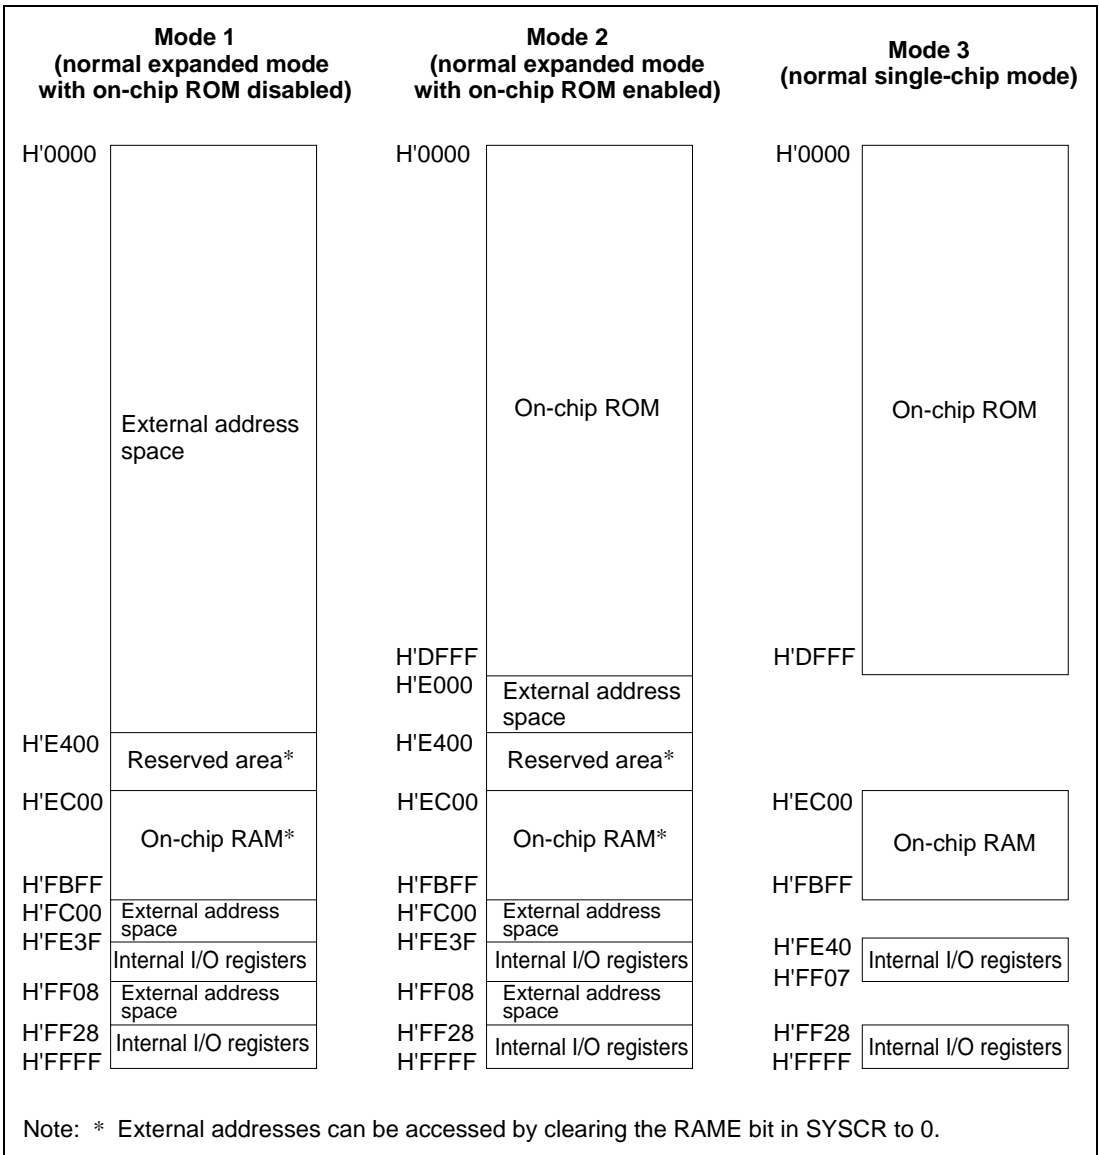 Mode 1
(normal expanded mode
with on-chip ROM disabled)
H'0000
External address
space
H'E400
Reserved area*
H'EC00
On-chip RAM*
H'FBFF
H'FC00
External address
space
H'FE3F
Internal I/O registers
H'FF08
External address
space
H'FF28
Internal I/O registers
H'FFFF
Mode 2
(normal expanded mode
with on-chip ROM enabled)
H'0000
On-chip ROM
H'DFFF
H'E000
External address
space
H'E400
Reserved area*
H'EC00
On-chip RAM*
H'FBFF
H'FC00
External address
space
H'FE3F
Internal I/O registers
H'FF08
External address
space
H'FF28
Internal I/O registers
H'FFFF
Mode 3
(normal single-chip mode)
H'0000
On-chip ROM
H'DFFF
H'EC00
On-chip RAM
H'FBFF
H'FE40
Internal I/O registers
H'FF07
H'FF28
Internal I/O registers
H'FFFF
Note: * External addresses can be accessed by clearing the RAME bit in SYSCR to 0.